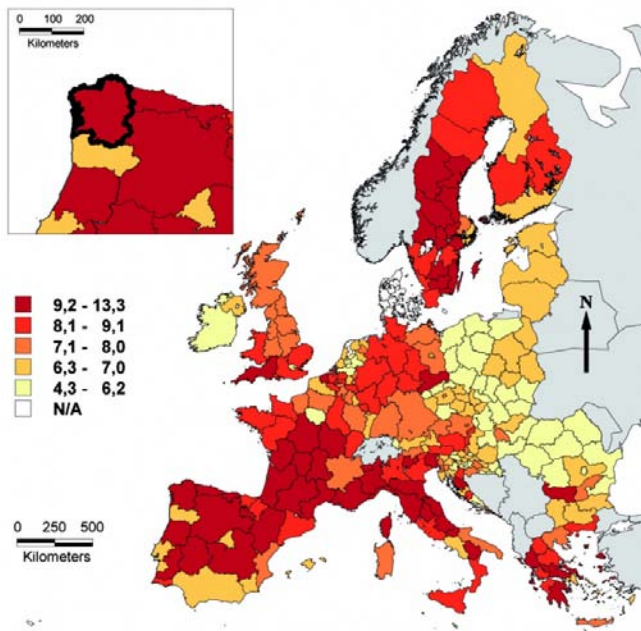 0 100 200
Kilometers
9,2 - 13,3
8,1 - 9,1
7,1 - 8,0
6,3 - 7,0
4,3 - 6,2
N/A
N
0 250 500
Kilometers